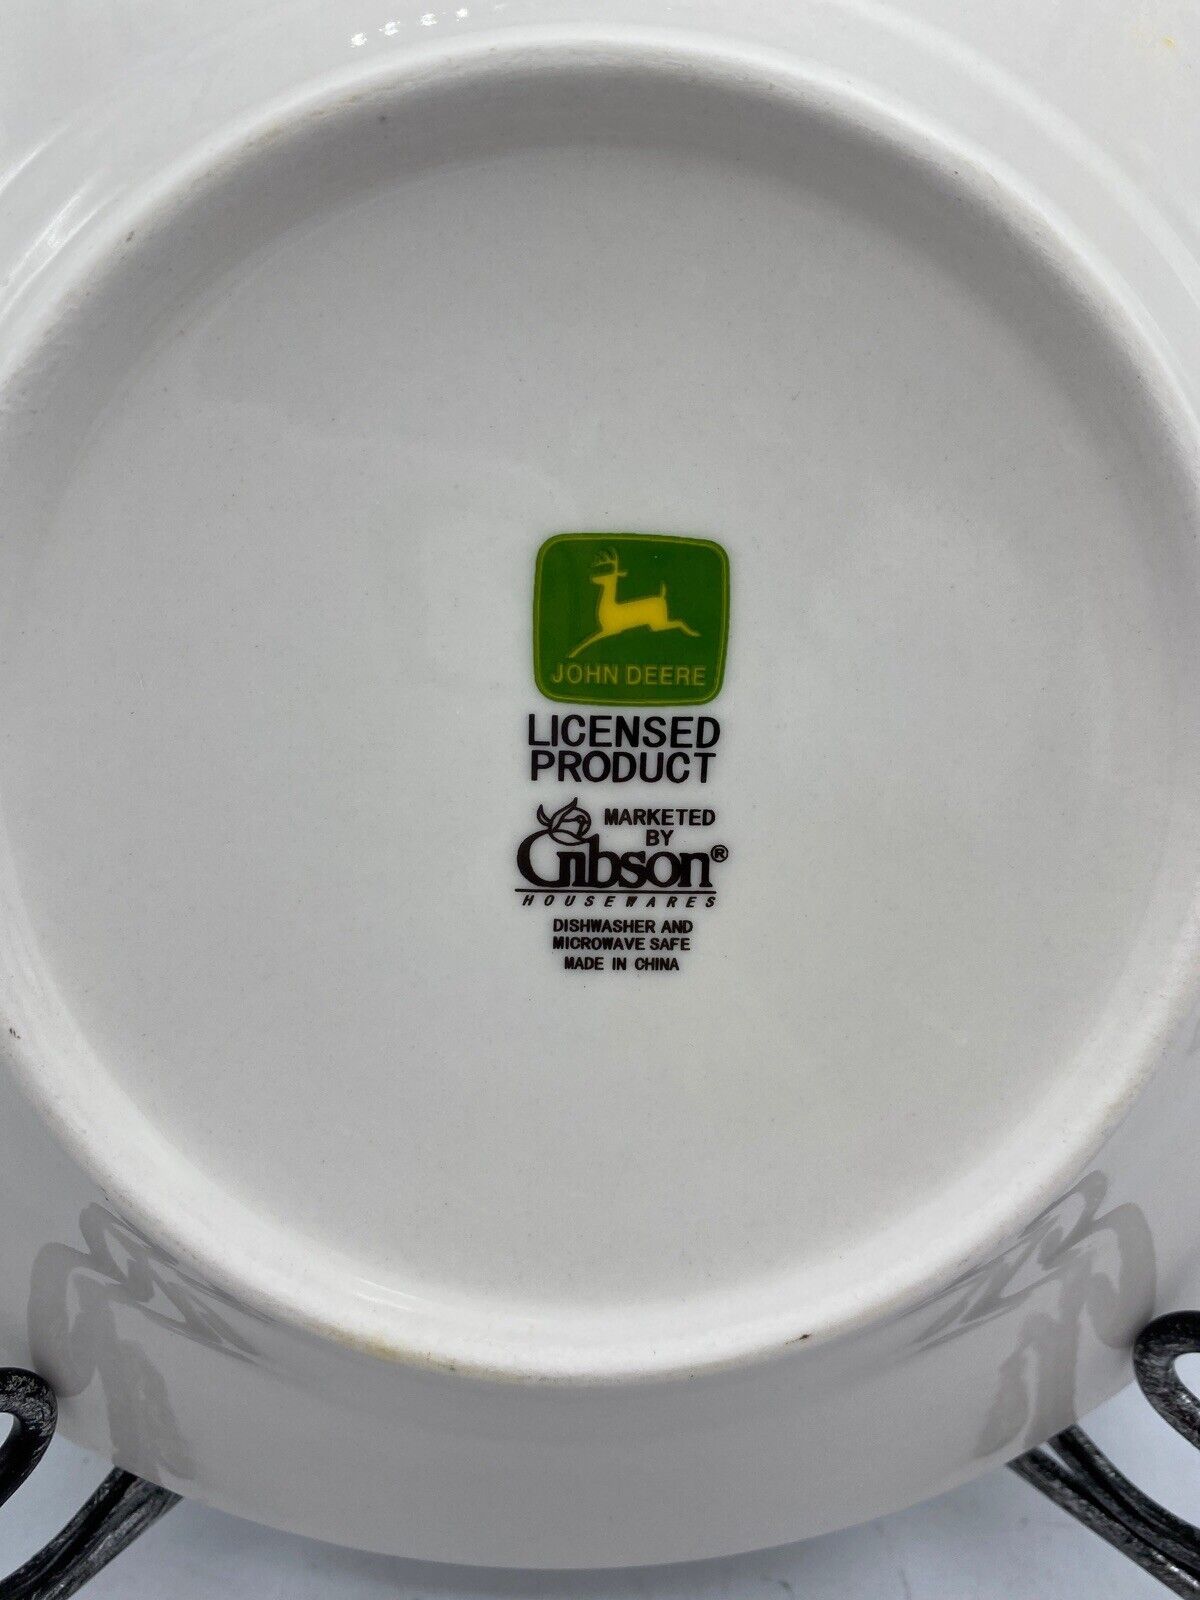 JOHN DEERE
LICENSED
PRODUCT
MARKETED
BY
Gibson®
HOUSEWARES
DISHWASHER AND
MICROWAVE SAFE
MADE IN CHINA